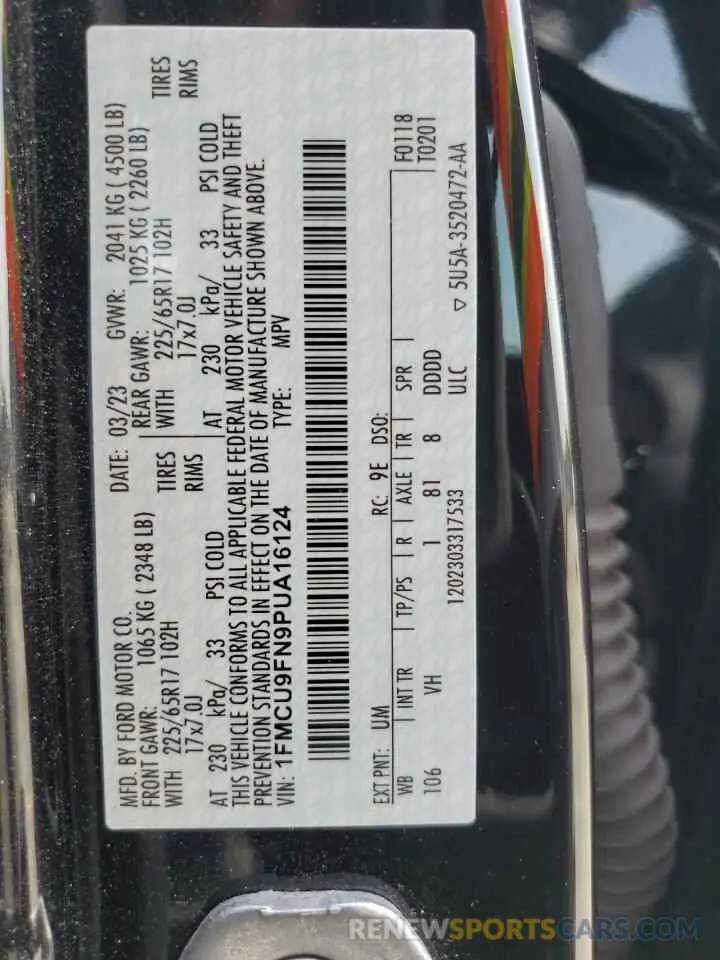 MFD. BY FORD MOTOR CO.
DATE: 03/23 GVWR: 2041 KG ( 4500 LB)
FRONT GAWR: 1065 KG ( 2348 LB) REAR GAWR: 1025 KG ( 2260 LB)
WITH 225/65R17 102H TIRES WITH 225/65R17 102H TIRES
17x7.0J RIMS 17x7.0J RIMS
AT 230 kPa/ 33 PSI COLD AT 230 kPa/ 33 PSI COLD
THIS VEHICLE CONFORMS TO ALL APPLICABLE FEDERAL MOTOR VEHICLE SAFETY AND THEFT
PREVENTION STANDARDS IN EFFECT ON THE DATE OF MANUFACTURE SHOWN ABOVE.
VIN: 1FMCU9FN9PUA16124 TYPE: MPV
EXT PNT: UM RC: 9E DSO:
WB INT TR TP/PS R AXLE TR SPR F0118
106 VH 1 81 8 DDDD T0201
1202303317533 ULC ▽ 5U5A-3520472-AA
RENEWSPORTSCARS.COM